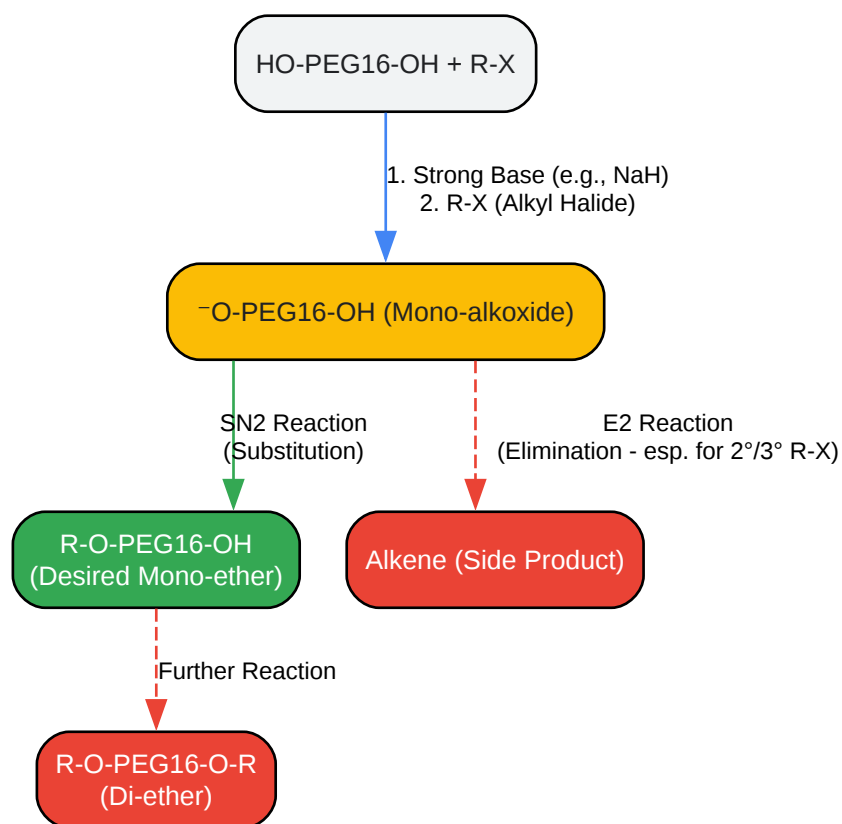 HO-PEG16-OH + R-X
1. Strong Base (e.g., NaH)
2. R-X (Alkyl Halide)
⁻O-PEG16-OH (Mono-alkoxide)
SN2 Reaction
(Substitution)
E2 Reaction
(Elimination - esp. for 2°/3° R-X)
R-O-PEG16-OH
(Desired Mono-ether)
Alkene (Side Product)
Further Reaction
R-O-PEG16-O-R
(Di-ether)